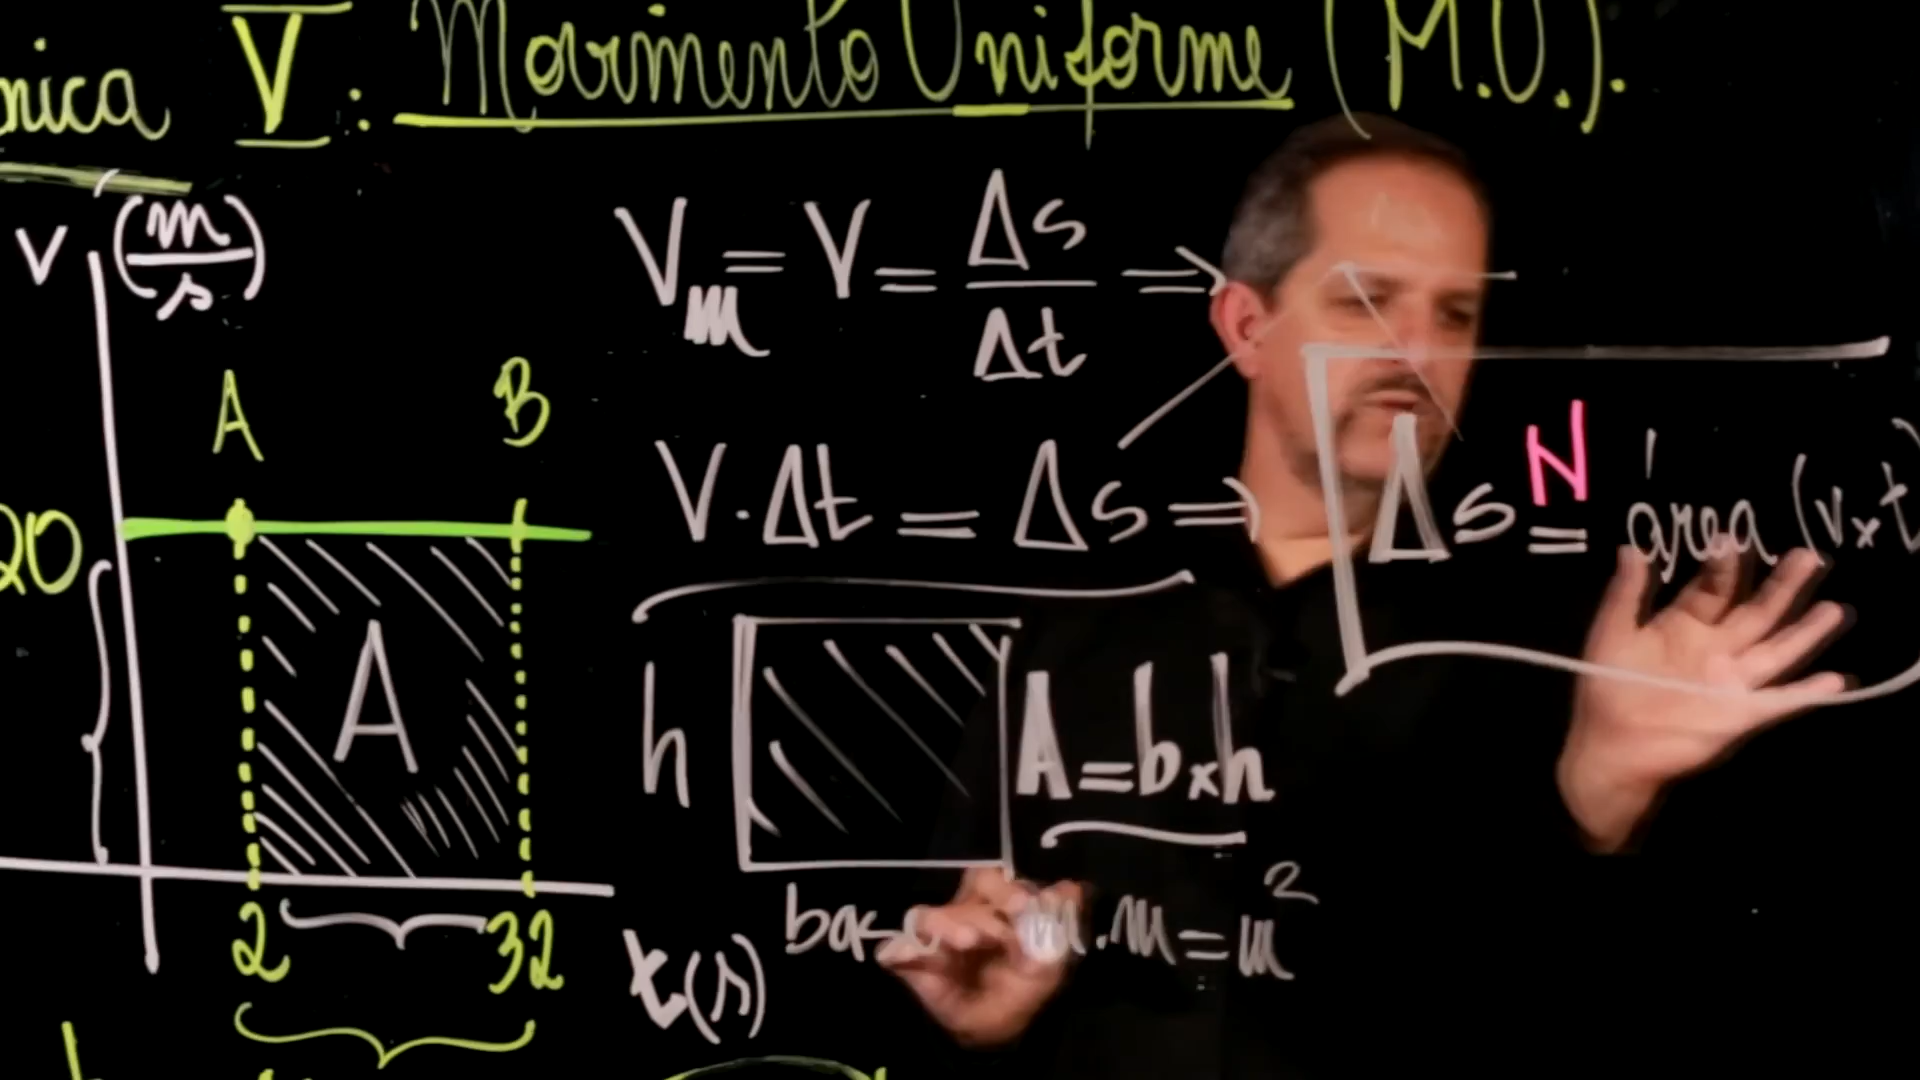 nica V: Movimento Uniforme (M.U.).
v (m/s)
A B
20
A
2 32
t(s)
Vm = V = Δs/Δt ⇒
V·Δt = Δs ⇒ Δs N= área (v×t
h A=b×h
base m.m=m²